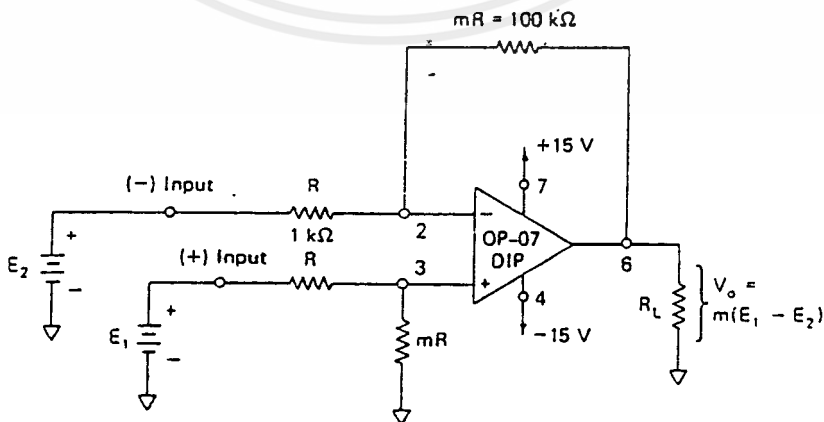 mR = 100 kΩ
+15 V
7
(−) Input
R
1 kΩ
2
−
OP-07
DIP
6
E₂
+
−
(+) Input
R
3
+
4
−15 V
E₁
+
−
mR
R_L
V_o =
m(E₁ − E₂)